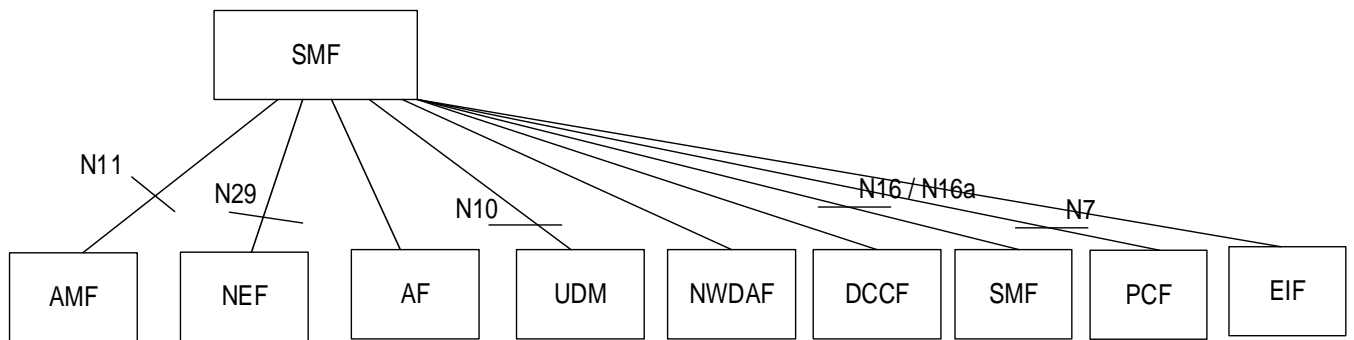 SMF
N11
N29
N10
N16 / N16a
N7
AMF
NEF
AF
UDM
NWDAF
DCCF
SMF
PCF
EIF